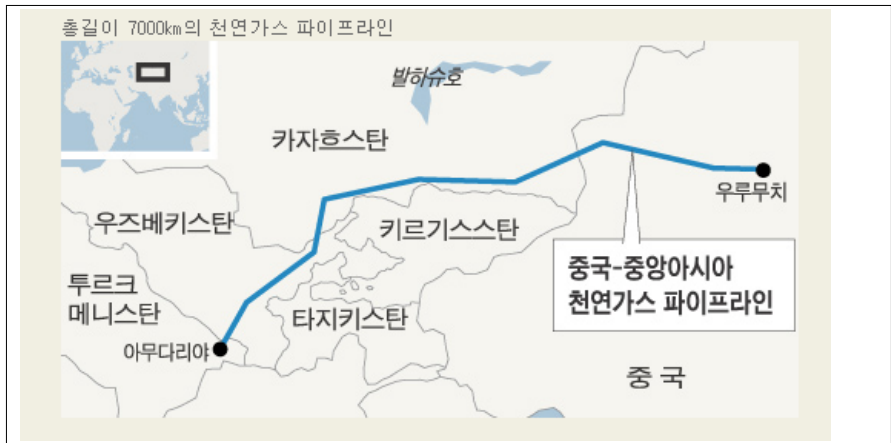 총길이 7000㎞의 천연가스 파이프라인
발하슈호
카자흐스탄
우루무치
우즈베키스탄
키르기스스탄
중국-중앙아시아
천연가스 파이프라인
투르크
메니스탄
타지키스탄
아무다리야
중 국